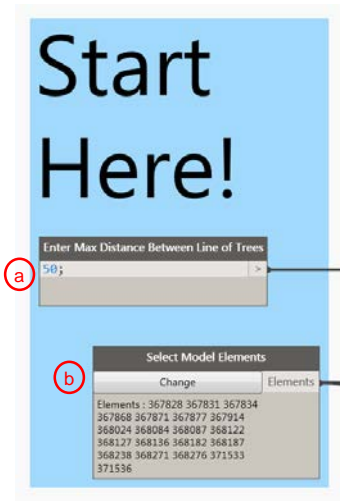 Start
Here!
Enter Max Distance Between Line of Trees
a
50;
>
b
Select Model Elements
Change
Elements
Elements : 367828 367831 367834
367868 367871 367877 367914
368024 368084 368087 368122
368127 368136 368182 368187
368238 368271 368276 371533
371536